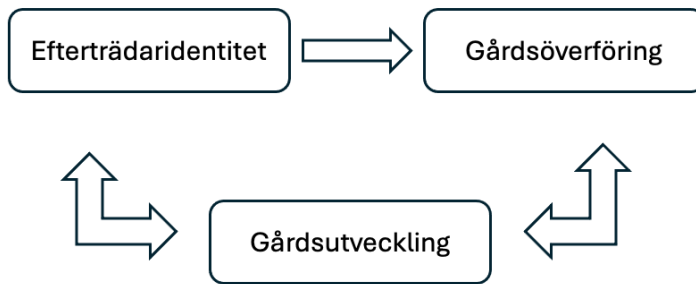 Efterträdaridentitet
Gårdsöverföring
Gårdsutveckling